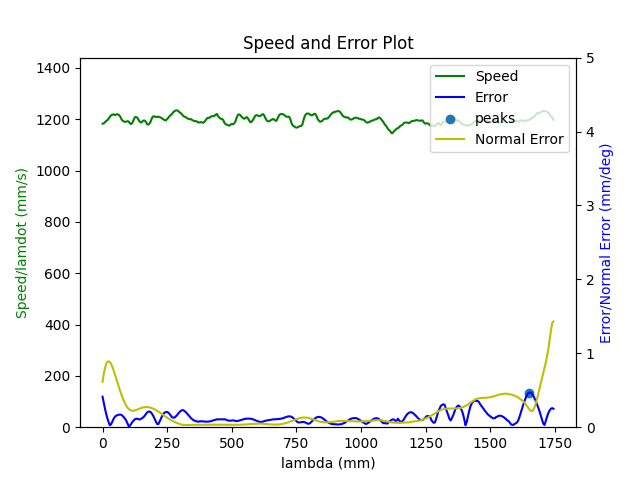 Speed and Error Plot
Speed
Error
peaks
Normal Error
Speed/lamdot (mm/s)
1400
1200
1000
800
600
400
200
0
5
4
3
2
1
0
Error/Normal Error (mm/deg)
0 250 500 750 1000 1250 1500 1750
lambda (mm)